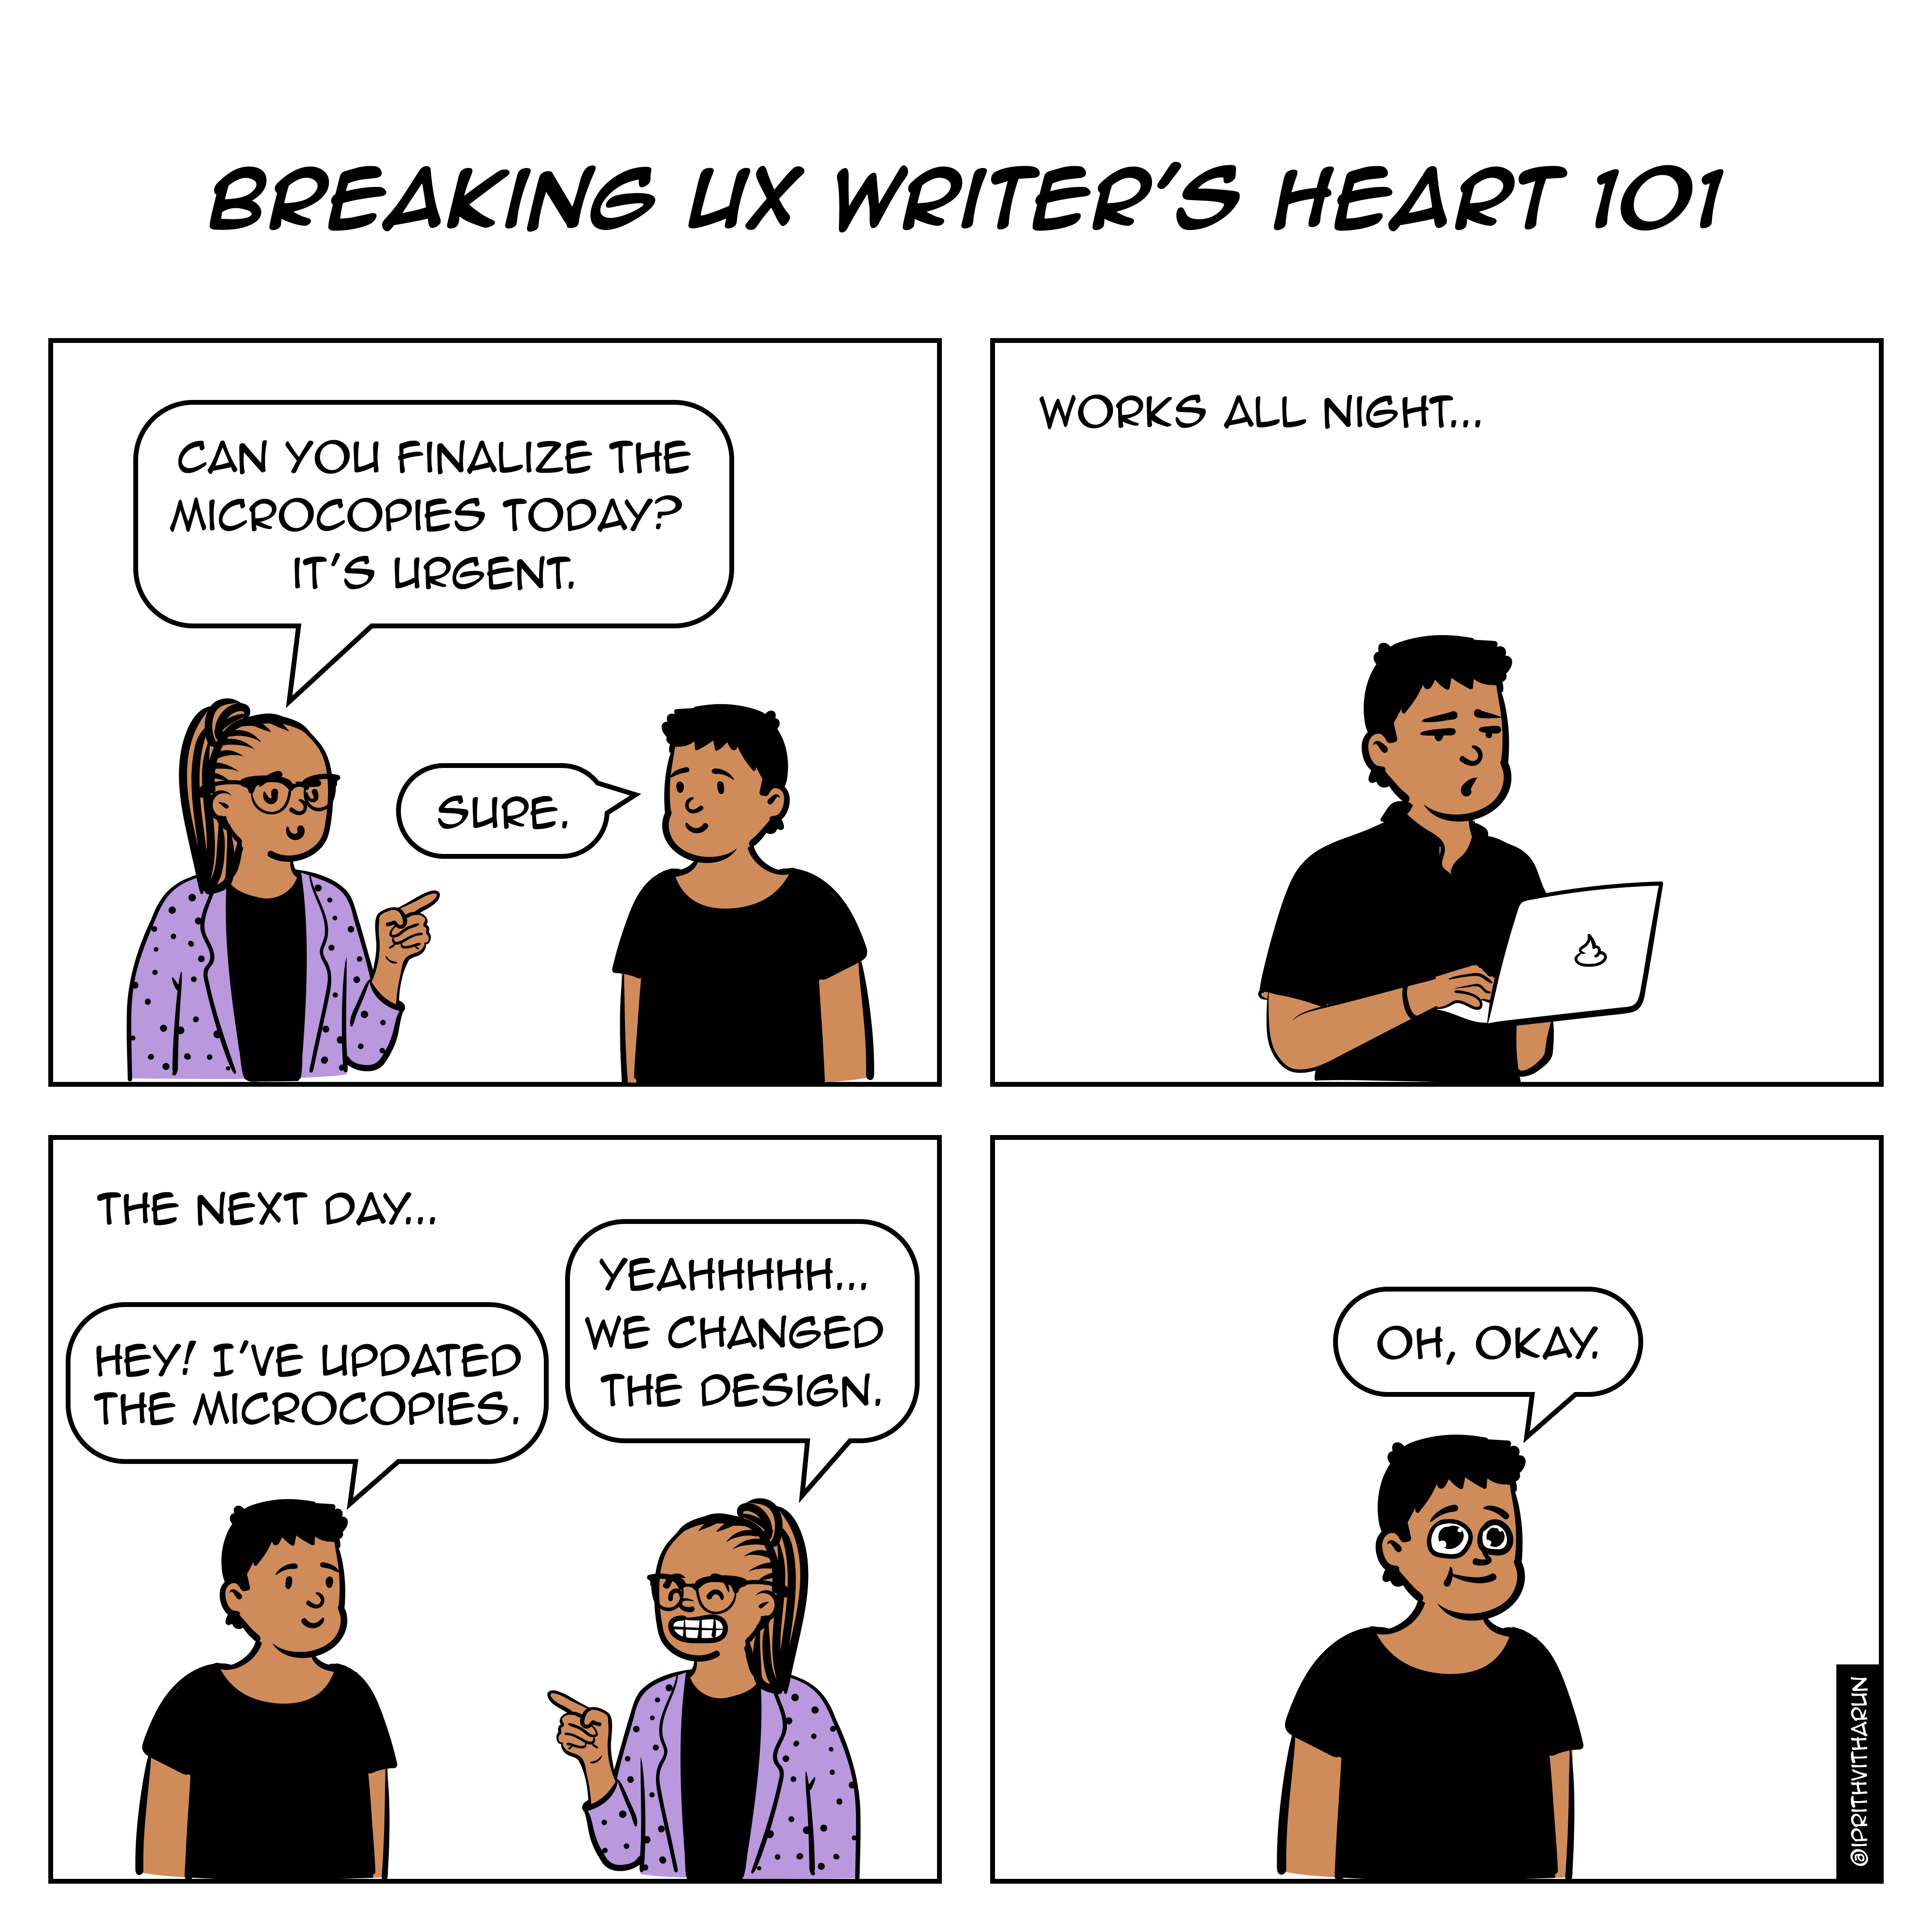 BREAKING UX WRITER'S HEART 101
CAN YOU FINALIZE THE
MICROCOPIES TODAY?
IT'S URGENT.
SURE.
WORKS ALL NIGHT...
THE NEXT DAY...
HEY! I'VE UPDATED
THE MICROCOPIES.
YEAHHHHHH...
WE CHANGED
THE DESIGN.
OH, OKAY.
@IPRITHVITHARUN